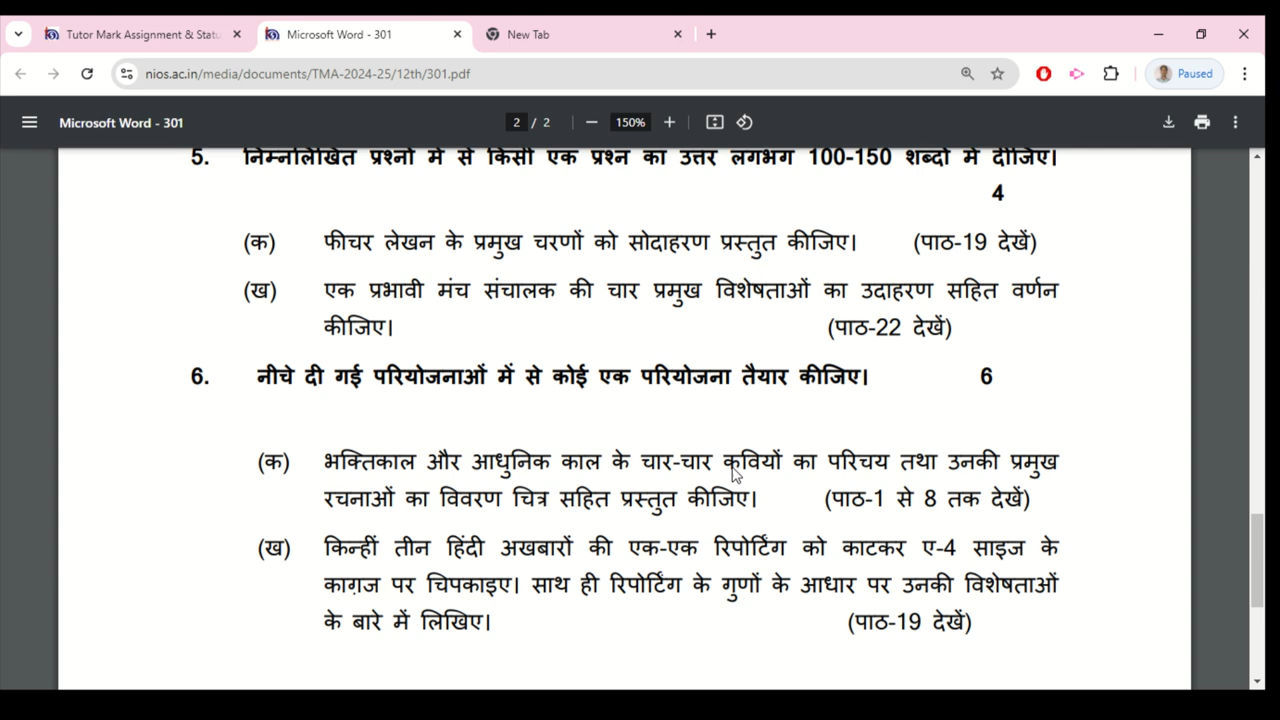 Tutor Mark Assignment & Statu
Microsoft Word - 301
New Tab
nios.ac.in/media/documents/TMA-2024-25/12th/301.pdf
Paused
Microsoft Word - 301
2 / 2
150%
5. निम्नलिखित प्रश्नों में से किसी एक प्रश्न का उत्तर लगभग 100-150 शब्दों में दीजिए।
4
(क) फीचर लेखन के प्रमुख चरणों को सोदाहरण प्रस्तुत कीजिए। (पाठ-19 देखें)
(ख) एक प्रभावी मंच संचालक की चार प्रमुख विशेषताओं का उदाहरण सहित वर्णन
कीजिए। (पाठ-22 देखें)
6. नीचे दी गई परियोजनाओं में से कोई एक परियोजना तैयार कीजिए। 6
(क) भक्तिकाल और आधुनिक काल के चार-चार कवियों का परिचय तथा उनकी प्रमुख
रचनाओं का विवरण चित्र सहित प्रस्तुत कीजिए। (पाठ-1 से 8 तक देखें)
(ख) किन्हीं तीन हिंदी अखबारों की एक-एक रिपोर्टिंग को काटकर ए-4 साइज के
काग़ज पर चिपकाइए। साथ ही रिपोर्टिंग के गुणों के आधार पर उनकी विशेषताओं
के बारे में लिखिए। (पाठ-19 देखें)